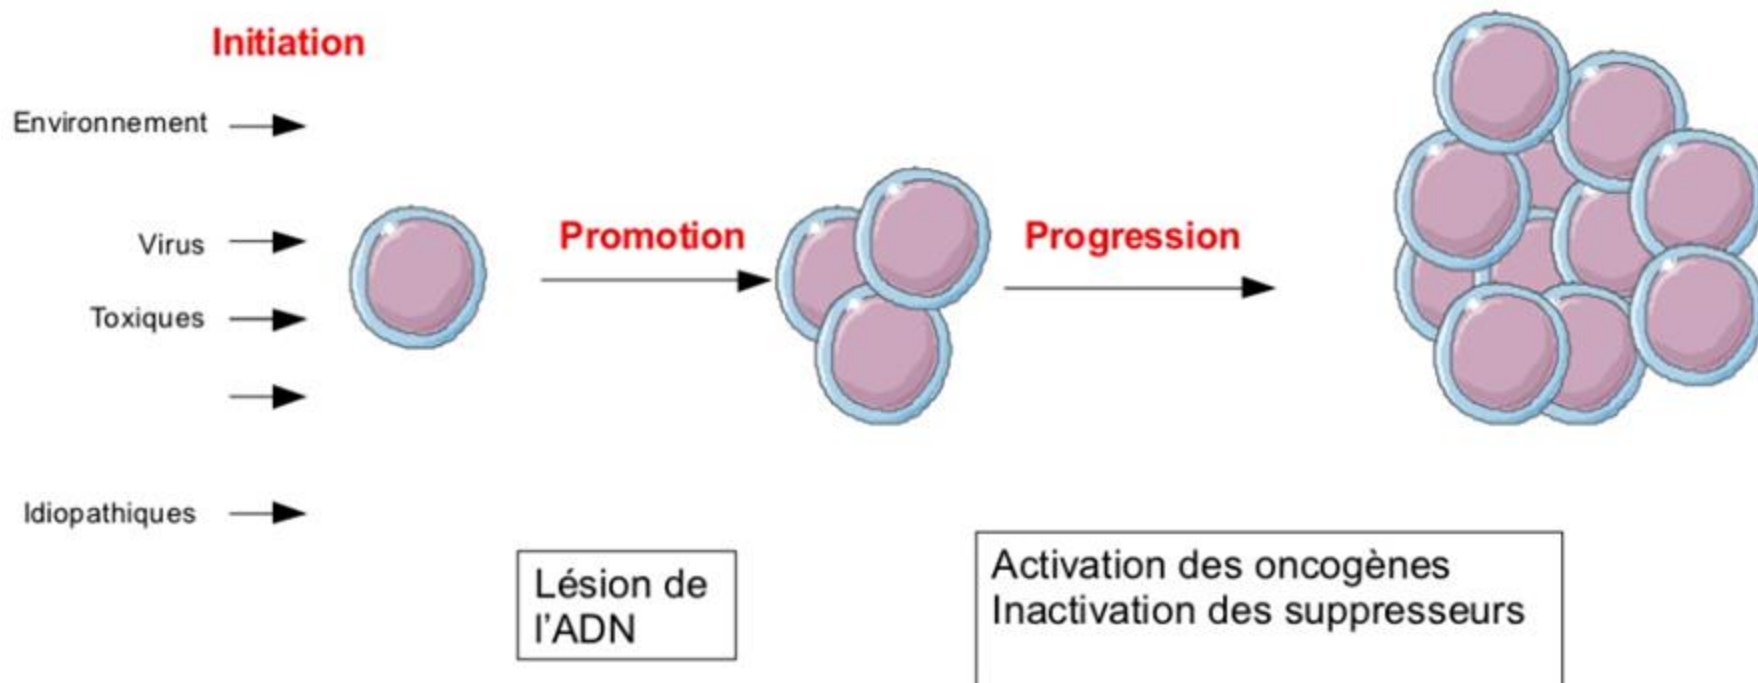 Initiation
Environnement
Virus
Toxiques
Idiopathiques
Promotion
Progression
Lésion de
l'ADN
Activation des oncogènes
Inactivation des suppresseurs